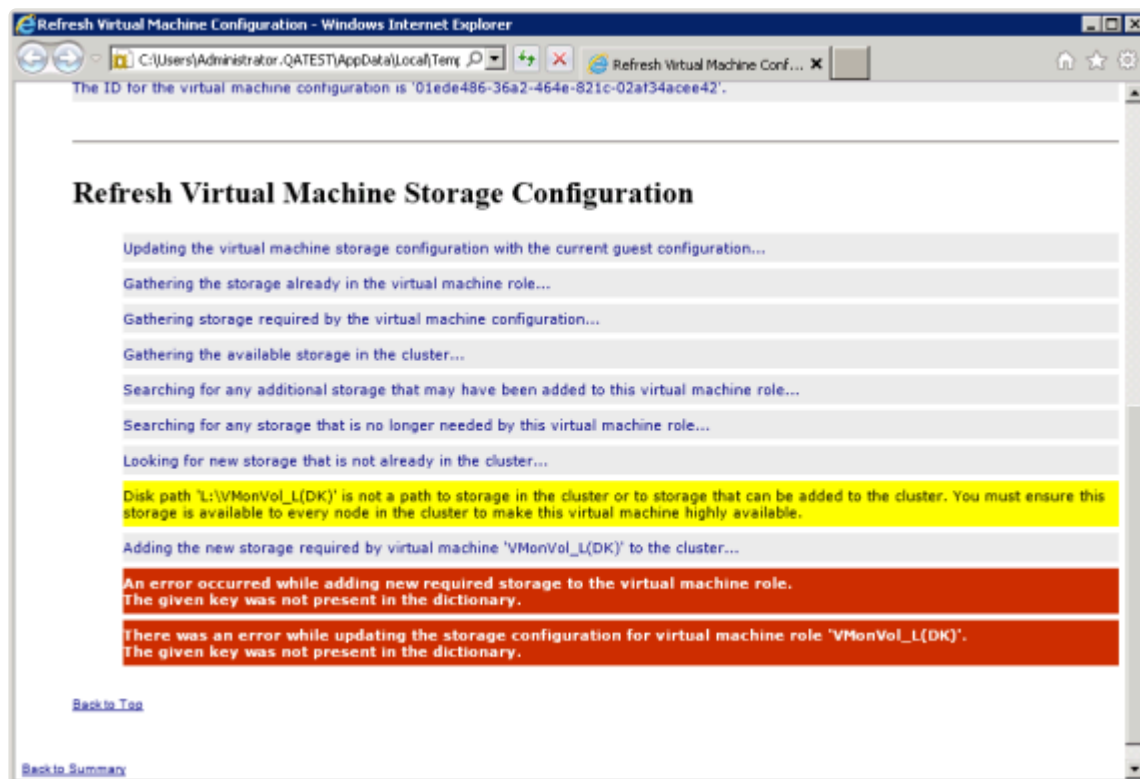 Refresh Virtual Machine Configuration - Windows Internet Explorer
C:\Users\Administrator.QATEST\AppData\Local\Temp
Refresh Virtual Machine Conf...
The ID for the virtual machine configuration is '01ede486-36a2-464e-821c-02af34acee42'.
Refresh Virtual Machine Storage Configuration
Updating the virtual machine storage configuration with the current guest configuration...
Gathering the storage already in the virtual machine role...
Gathering storage required by the virtual machine configuration...
Gathering the available storage in the cluster...
Searching for any additional storage that may have been added to this virtual machine role...
Searching for any storage that is no longer needed by this virtual machine role...
Looking for new storage that is not already in the cluster...
Disk path 'L:\VMonVol_L(DK)' is not a path to storage in the cluster or to storage that can be added to the cluster. You must ensure this
storage is available to every node in the cluster to make this virtual machine highly available.
Adding the new storage required by virtual machine 'VMonVol_L(DK)' to the cluster...
An error occurred while adding new required storage to the virtual machine role.
The given key was not present in the dictionary.
There was an error while updating the storage configuration for virtual machine role 'VMonVol_L(DK)'.
The given key was not present in the dictionary.
Back to Top
Back to Summary